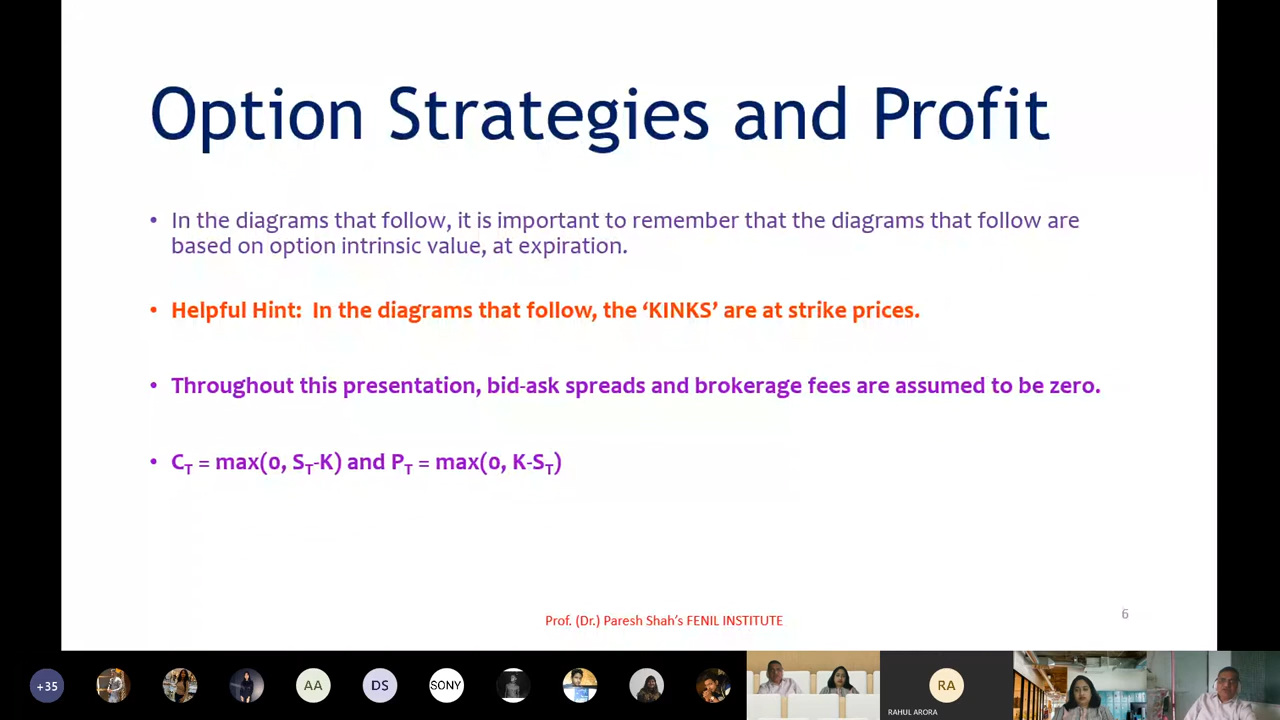 Option Strategies and Profit
• In the diagrams that follow, it is important to remember that the diagrams that follow are
based on option intrinsic value, at expiration.
• Helpful Hint:  In the diagrams that follow, the ‘KINKS’ are at strike prices.
• Throughout this presentation, bid-ask spreads and brokerage fees are assumed to be zero.
• C_T = max(0, S_T-K) and P_T = max(0, K-S_T)
Prof. (Dr.) Paresh Shah’s FENIL INSTITUTE
6
+35
AA
DS
SONY
RA
RAHUL ARORA